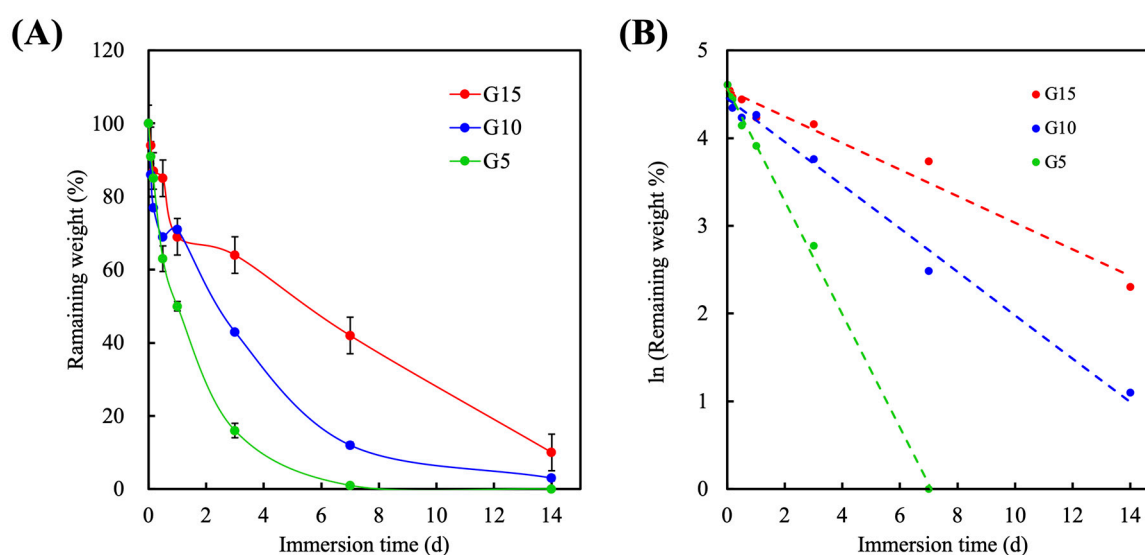 (A)
120
100
80
60
40
20
0
Ramaining weight (%)
0 2 4 6 8 10 12 14
Immersion time (d)
G15
G10
G5
(B)
5
4
3
2
1
0
ln (Remaining weight %)
0 2 4 6 8 10 12 14
Immersion time (d)
G15
G10
G5